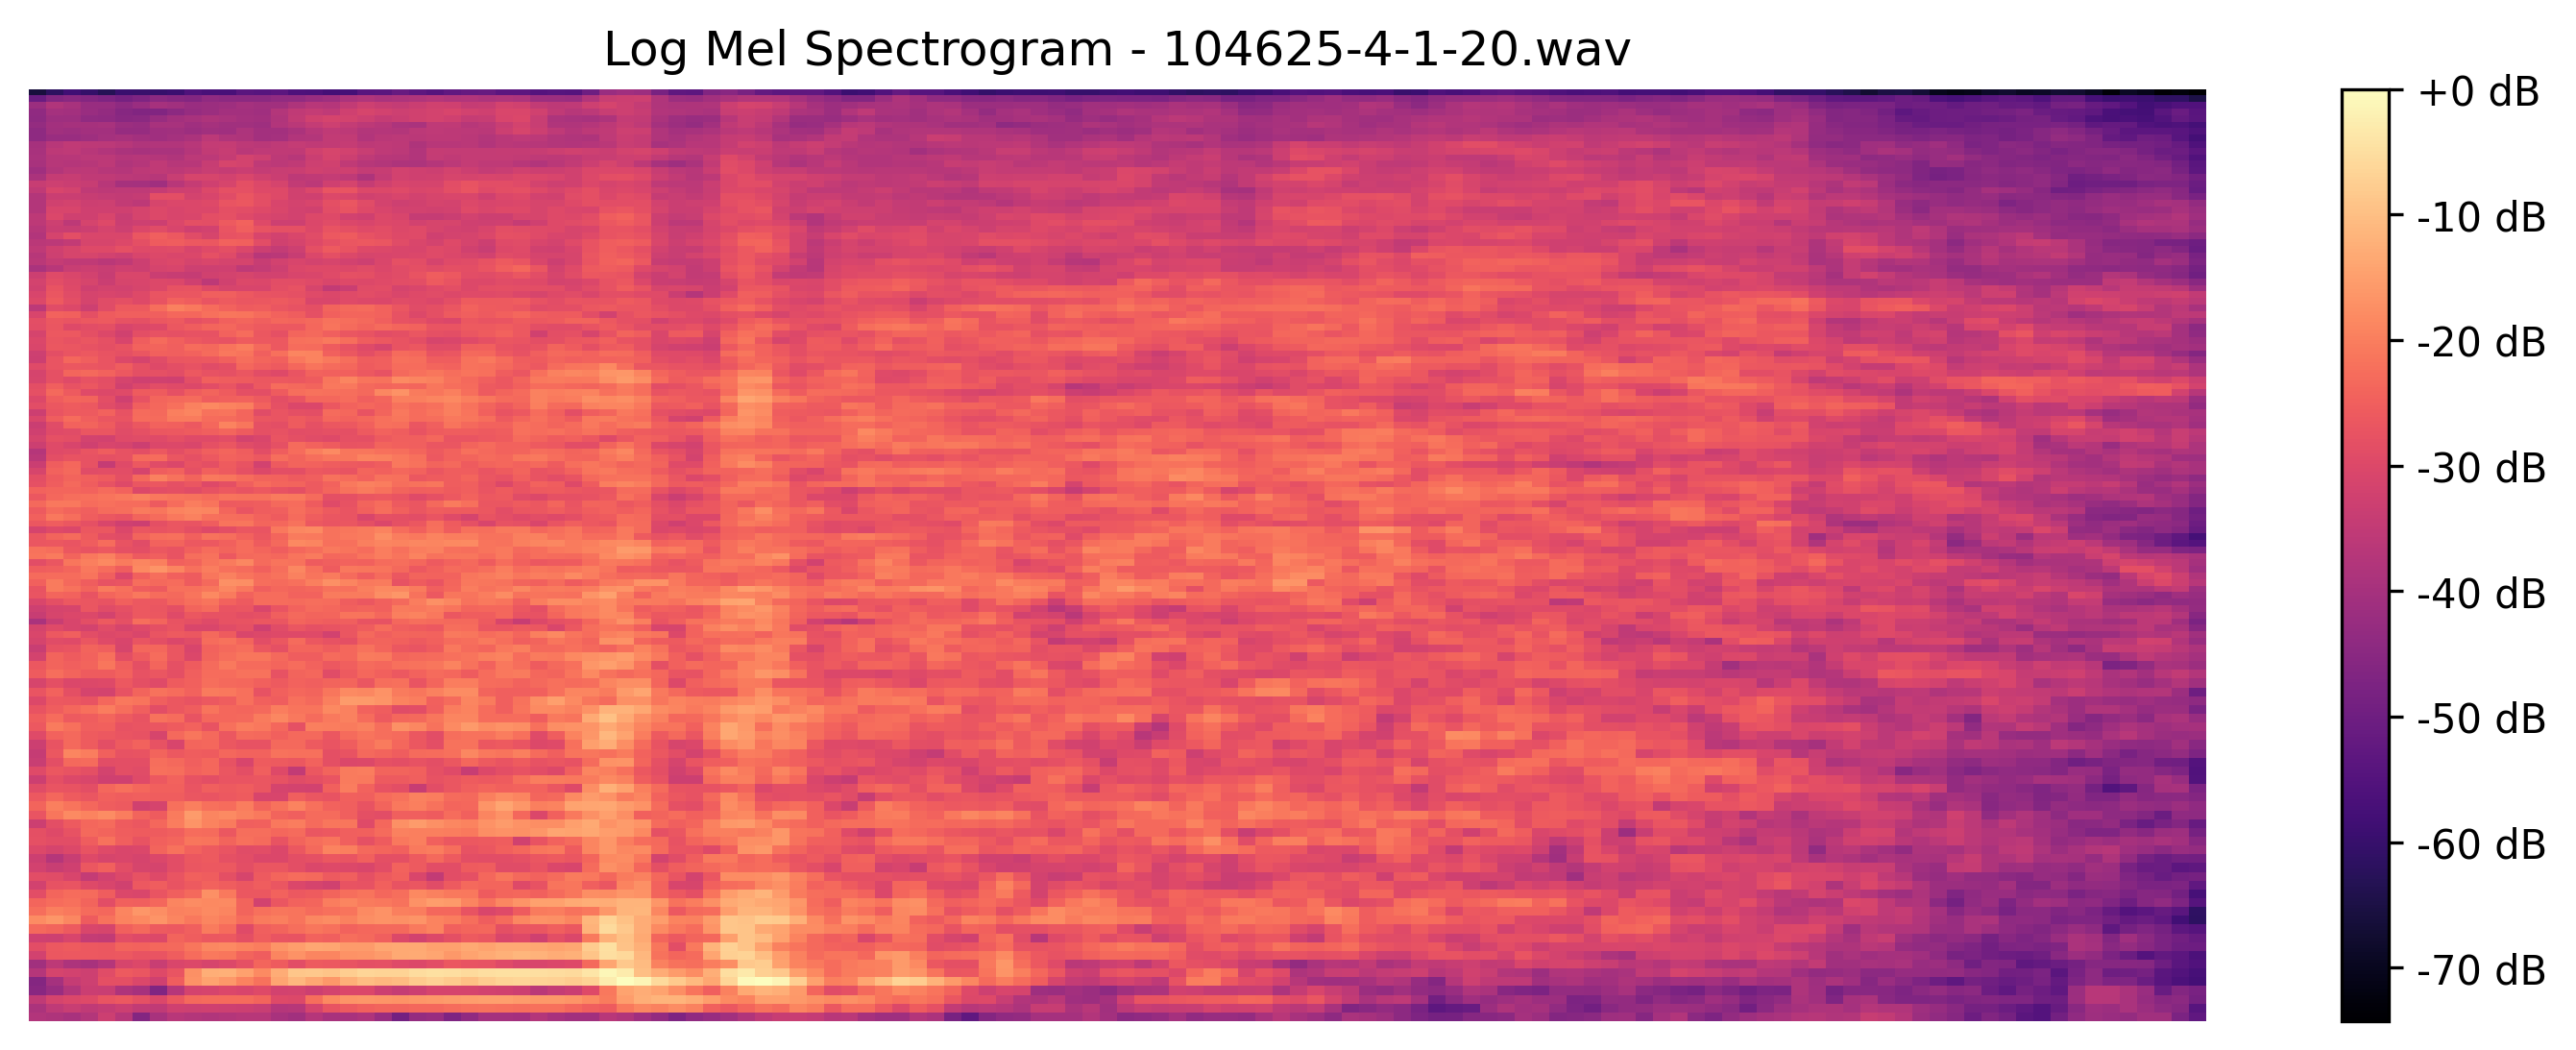 Log Mel Spectrogram - 104625-4-1-20.wav
+0 dB
-10 dB
-20 dB
-30 dB
-40 dB
-50 dB
-60 dB
-70 dB